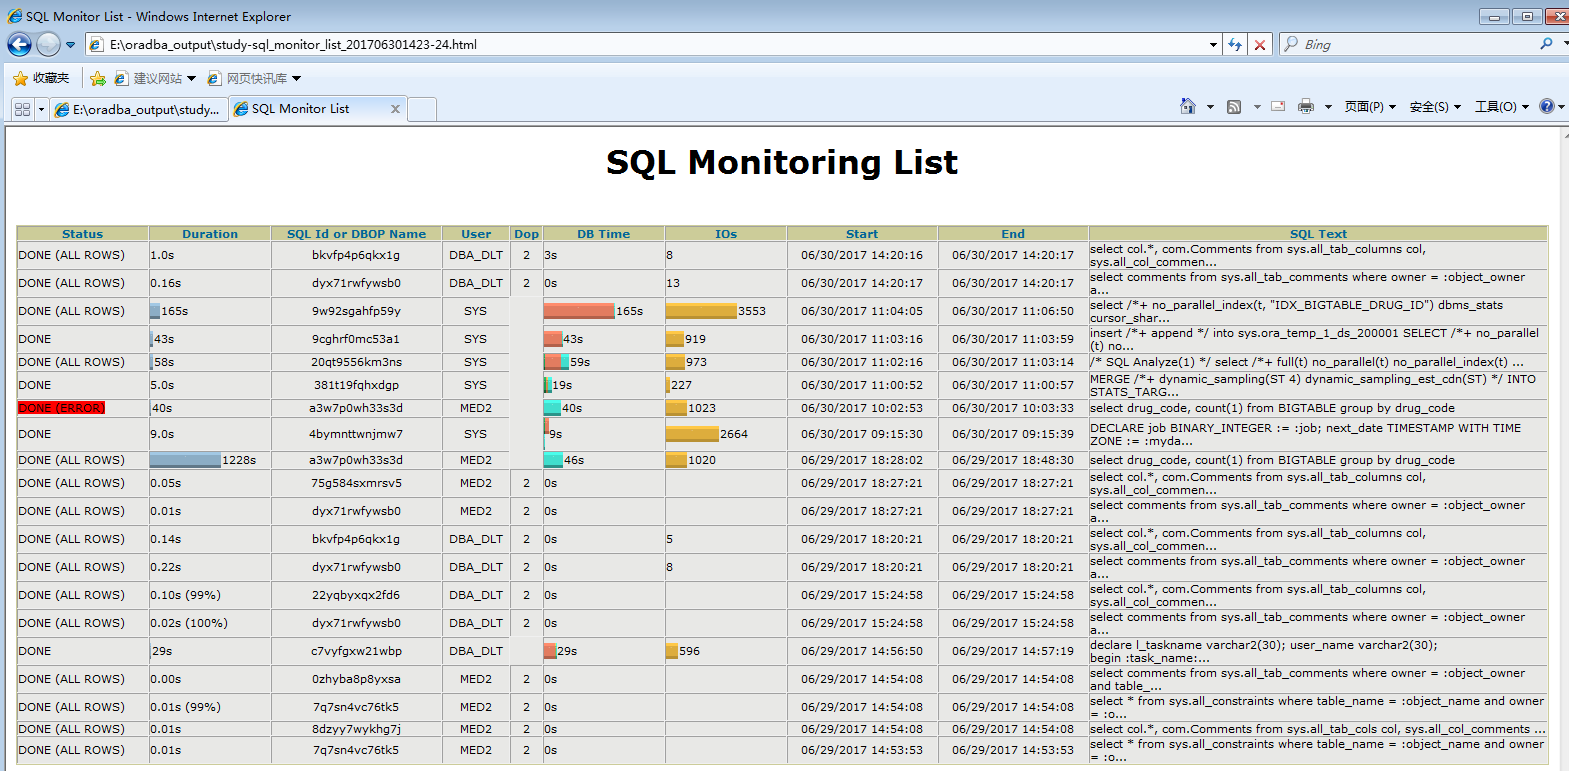 SQL Monitor List - Windows Internet Explorer
E:\oradba_output\study-sql_monitor_list_201706301423-24.html
Bing
收藏夹 建议网站 网页快讯库
E:\oradba_output\study... SQL Monitor List x 页面(P) 安全(S) 工具(O)
SQL Monitoring List
Status Duration SQL Id or DBOP Name User Dop DB Time IOs Start End SQL Text
DONE (ALL ROWS) 1.0s bkvfp4p6qkx1g DBA_DLT 2 3s 8 06/30/2017 14:20:16 06/30/2017 14:20:17 select col.*, com.Comments from sys.all_tab_columns col,
sys.all_col_commen...
DONE (ALL ROWS) 0.16s dyx71rwfywsb0 DBA_DLT 2 0s 13 06/30/2017 14:20:17 06/30/2017 14:20:17 select comments from sys.all_tab_comments where owner = :object_owner
a...
DONE (ALL ROWS) 165s 9w92sgahfp59y SYS 165s 3553 06/30/2017 11:04:05 06/30/2017 11:06:50 select /*+ no_parallel_index(t, "IDX_BIGTABLE_DRUG_ID") dbms_stats
cursor_shar...
DONE 43s 9cghrf0mc53a1 SYS 43s 919 06/30/2017 11:03:16 06/30/2017 11:03:59 insert /*+ append */ into sys.ora_temp_1_ds_200001 SELECT /*+ no_parallel
(t) no...
DONE (ALL ROWS) 58s 20qt9556km3ns SYS 59s 973 06/30/2017 11:02:16 06/30/2017 11:03:14 /* SQL Analyze(1) */ select /*+ full(t) no_parallel(t) no_parallel_index(t) ...
DONE 5.0s 381t19fqhxdgp SYS 19s 227 06/30/2017 11:00:52 06/30/2017 11:00:57 MERGE /*+ dynamic_sampling(ST 4) dynamic_sampling_est_cdn(ST) */ INTO
STATS_TARG...
DONE (ERROR) 40s a3w7p0wh33s3d MED2 40s 1023 06/30/2017 10:02:53 06/30/2017 10:03:33 select drug_code, count(1) from BIGTABLE group by drug_code
DONE 9.0s 4bymnttwnjmw7 SYS 9s 2664 06/30/2017 09:15:30 06/30/2017 09:15:39 DECLARE job BINARY_INTEGER := :job; next_date TIMESTAMP WITH TIME
ZONE := :myda...
DONE (ALL ROWS) 1228s a3w7p0wh33s3d MED2 46s 1020 06/29/2017 18:28:02 06/29/2017 18:48:30 select drug_code, count(1) from BIGTABLE group by drug_code
DONE (ALL ROWS) 0.05s 75g584sxmrsv5 MED2 2 0s 06/29/2017 18:27:21 06/29/2017 18:27:21 select col.*, com.Comments from sys.all_tab_columns col,
sys.all_col_commen...
DONE (ALL ROWS) 0.01s dyx71rwfywsb0 MED2 2 0s 06/29/2017 18:27:21 06/29/2017 18:27:21 select comments from sys.all_tab_comments where owner = :object_owner
a...
DONE (ALL ROWS) 0.14s bkvfp4p6qkx1g DBA_DLT 2 0s 5 06/29/2017 18:20:21 06/29/2017 18:20:21 select col.*, com.Comments from sys.all_tab_columns col,
sys.all_col_commen...
DONE (ALL ROWS) 0.22s dyx71rwfywsb0 DBA_DLT 2 0s 8 06/29/2017 18:20:21 06/29/2017 18:20:21 select comments from sys.all_tab_comments where owner = :object_owner
a...
DONE (ALL ROWS) 0.10s (99%) 22yqbyxqx2fd6 DBA_DLT 2 0s 06/29/2017 15:24:58 06/29/2017 15:24:58 select col.*, com.Comments from sys.all_tab_columns col,
sys.all_col_commen...
DONE (ALL ROWS) 0.02s (100%) dyx71rwfywsb0 DBA_DLT 2 0s 06/29/2017 15:24:58 06/29/2017 15:24:58 select comments from sys.all_tab_comments where owner = :object_owner
a...
DONE 29s c7vyfgxw21wbp DBA_DLT 29s 596 06/29/2017 14:56:50 06/29/2017 14:57:19 declare l_taskname varchar2(30); user_name varchar2(30);
begin :task_name:...
DONE (ALL ROWS) 0.00s 0zhyba8p8yxsa MED2 2 0s 06/29/2017 14:54:08 06/29/2017 14:54:08 select comments from sys.all_tab_comments where owner = :object_owner
and table_...
DONE (ALL ROWS) 0.01s (99%) 7q7sn4vc76tk5 MED2 2 0s 06/29/2017 14:54:08 06/29/2017 14:54:08 select * from sys.all_constraints where table_name = :object_name and owner
= :o...
DONE (ALL ROWS) 0.01s 8dzyy7wykhg7j MED2 2 0s 06/29/2017 14:54:08 06/29/2017 14:54:08 select col.*, com.Comments from sys.all_tab_cols col, sys.all_col_comments ...
DONE (ALL ROWS) 0.01s 7q7sn4vc76tk5 MED2 2 0s 06/29/2017 14:53:53 06/29/2017 14:53:53 select * from sys.all_constraints where table_name = :object_name and owner
= :o...